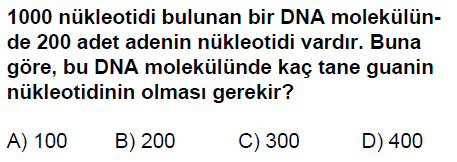 1000 nükleotidi bulunan bir DNA molekülün-
de 200 adet adenin nükleotidi vardır. Buna
göre, bu DNA molekülünde kaç tane guanin
nükleotidinin olması gerekir?
A) 100 B) 200 C) 300 D) 400